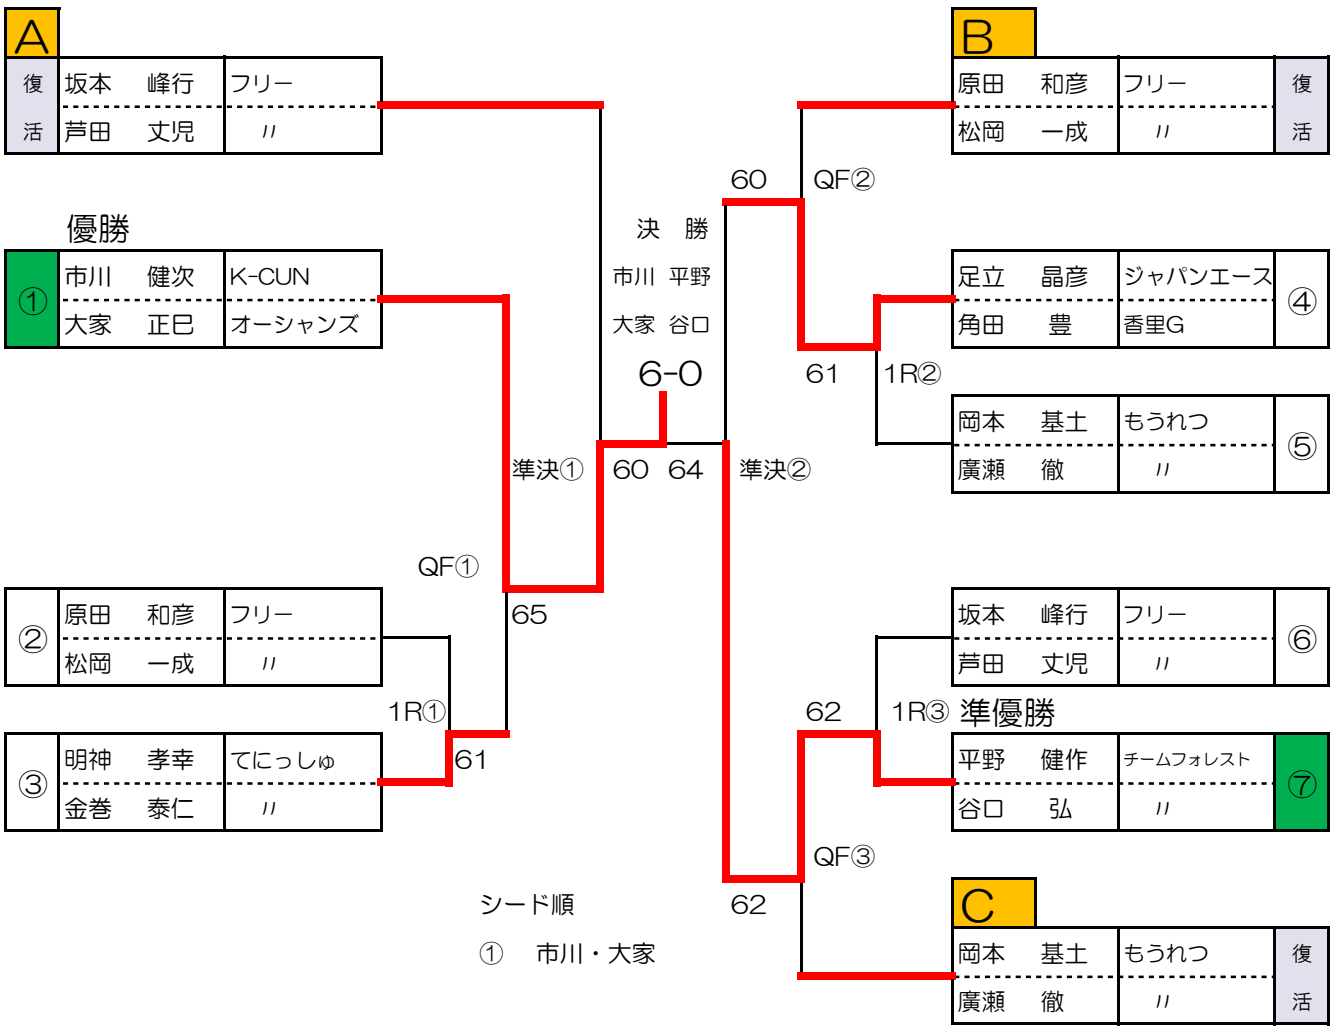 A
復 坂本 峰行 フリー
活 芦田 丈児 〃
優勝
① 市川 健次 K-CUN
大家 正巳 オーシャンズ
QF①
② 原田 和彦 フリー
松岡 一成 〃
1R①
③ 明神 孝幸 てにっしゅ
金巻 泰仁 〃
61
65
準決①
60
決 勝
市川 平野
大家 谷口
6-0
64
準決②
60
QF②
61
1R②
62
1R③
QF③
62
シード順
① 市川・大家
B
原田 和彦 フリー 復
松岡 一成 〃 活
足立 晶彦 ジャパンエース ④
角田 豊 香里G
岡本 基土 もうれつ ⑤
廣瀬 徹 〃
坂本 峰行 フリー ⑥
芦田 丈児 〃
準優勝
平野 健作 チームフォレスト ⑦
谷口 弘 〃
C
岡本 基土 もうれつ 復
廣瀬 徹 〃 活